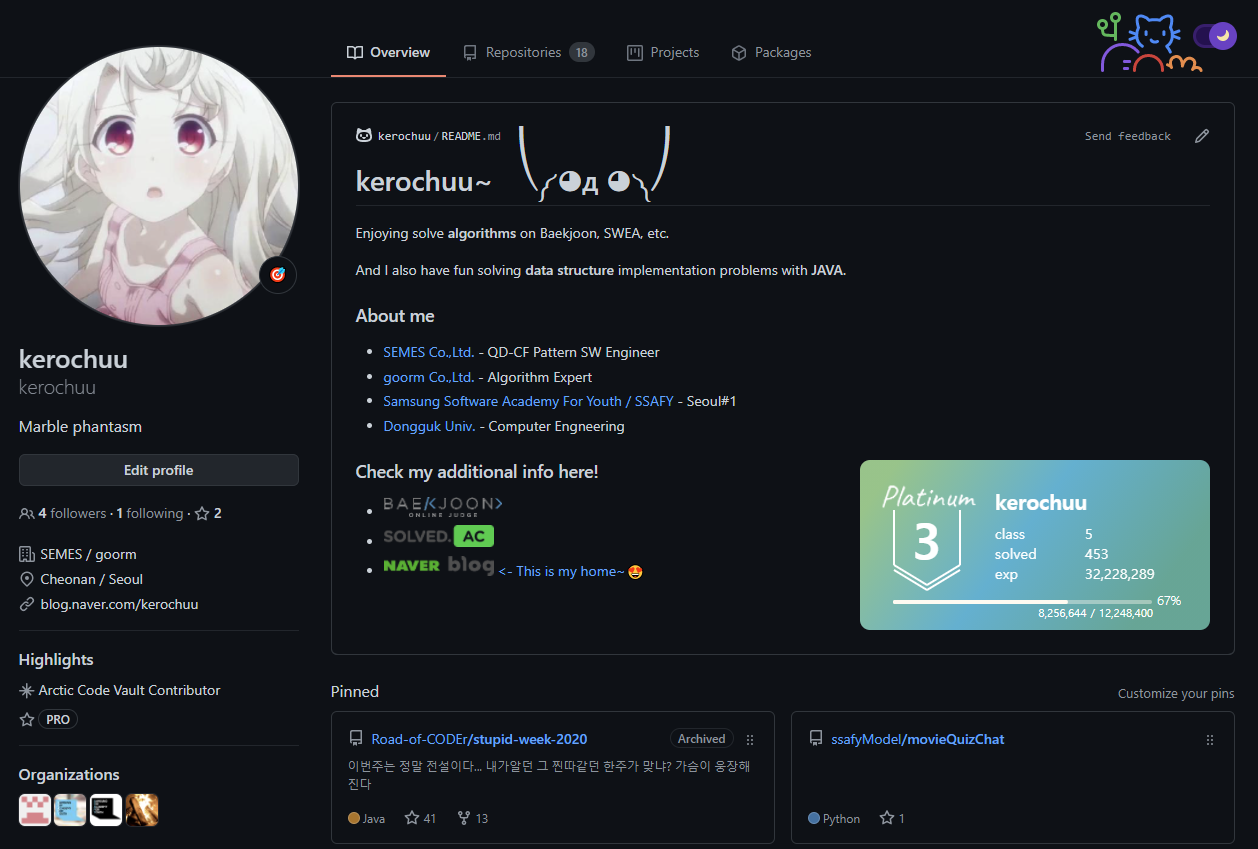 Overview
Repositories 18
Projects
Packages
kerochuu
kerochuu
Marble phantasm
Edit profile
4 followers · 1 following · 2
SEMES / goorm
Cheonan / Seoul
blog.naver.com/kerochuu
Highlights
Arctic Code Vault Contributor
PRO
Organizations
kerochuu/README.md
Send feedback
kerochuu~
Enjoying solve algorithms on Baekjoon, SWEA, etc.
And I also have fun solving data structure implementation problems with JAVA.
About me
SEMES Co.,Ltd. - QD-CF Pattern SW Engineer
goorm Co.,Ltd. - Algorithm Expert
Samsung Software Academy For Youth / SSAFY - Seoul#1
Dongguk Univ. - Computer Engneering
Check my additional info here!
BAEKJOON>
ONLINE JUDGE
SOLVED.AC
NAVER blog <- This is my home~ 🤩
Platinum
3
kerochuu
class 5
solved 453
exp 32,228,289
67%
8,256,644 / 12,248,400
Pinned
Customize your pins
Road-of-CODEr/stupid-week-2020
Archived
이번주는 정말 전설이다... 내가알던 그 찐따같던 한주가 맞냐? 가슴이 웅장해
진다
Java 41 13
ssafyModel/movieQuizChat
Python 1